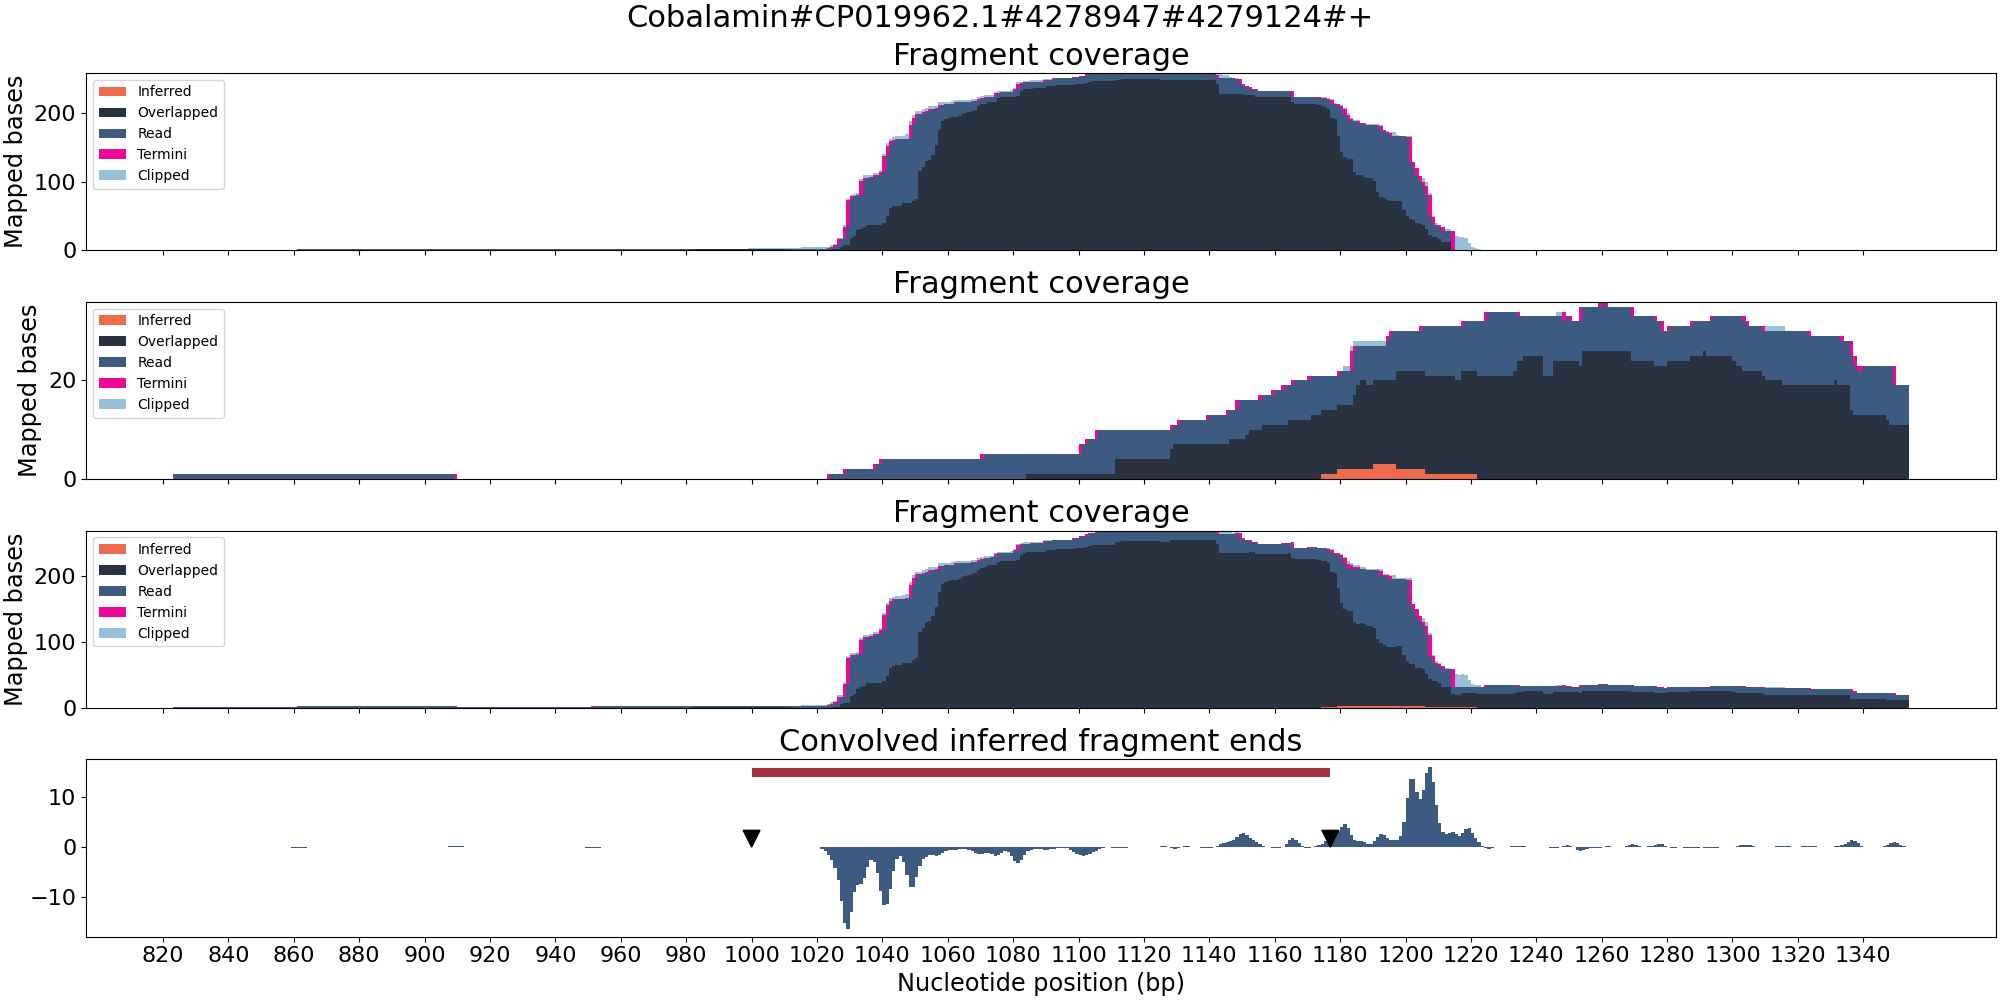 Cobalamin#CP019962.1#4278947#4279124#+
Fragment coverage
Mapped bases
200
100
0
Inferred
Overlapped
Read
Termini
Clipped
Fragment coverage
Mapped bases
20
0
Inferred
Overlapped
Read
Termini
Clipped
Fragment coverage
Mapped bases
200
100
0
Inferred
Overlapped
Read
Termini
Clipped
Convolved inferred fragment ends
10
0
−10
820 840 860 880 900 920 940 960 980 1000 1020 1040 1060 1080 1100 1120 1140 1160 1180 1200 1220 1240 1260 1280 1300 1320 1340
Nucleotide position (bp)